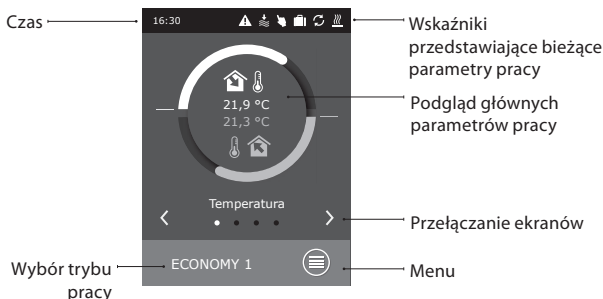 Czas
16:30
Wskaźniki
przedstawiające bieżące
parametry pracy
21,9 °C
21,3 °C
Podgląd głównych
parametrów pracy
Temperatura
Przełączanie ekranów
Wybór trybu
pracy
ECONOMY 1
Menu